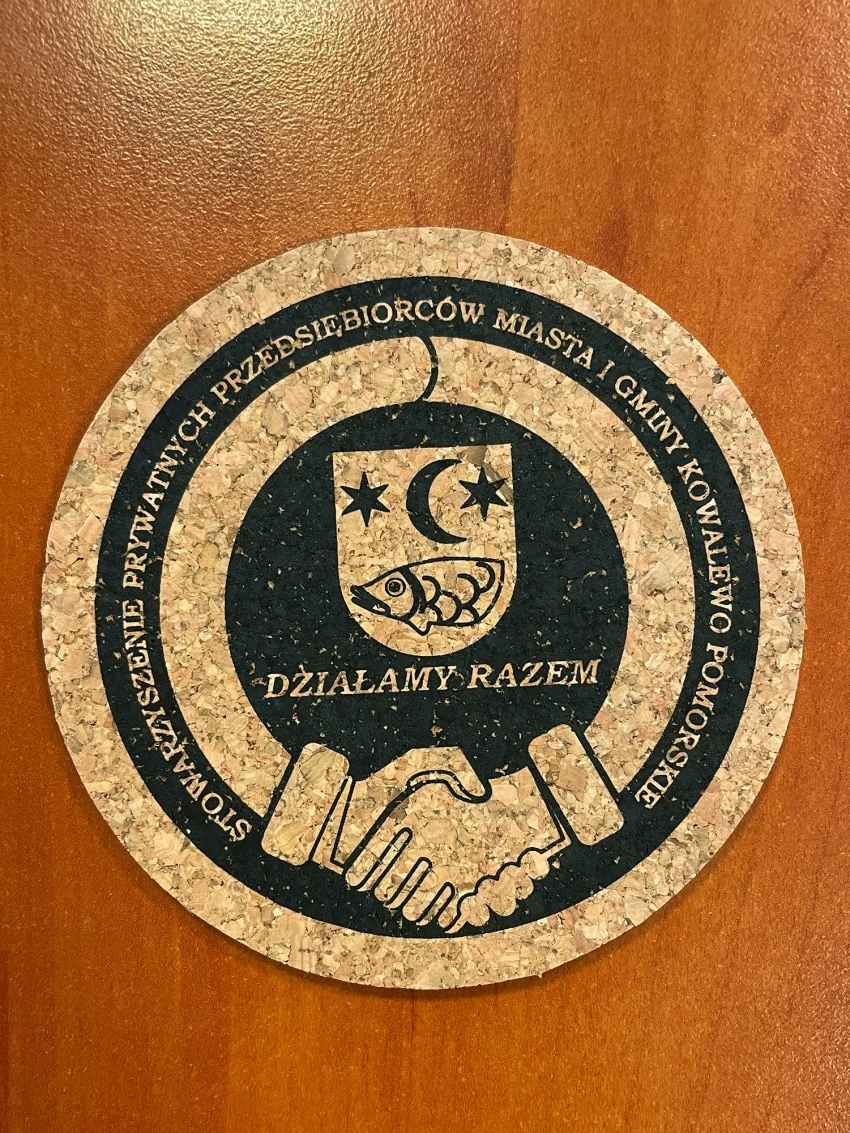 STOWARZYSZENIE PRYWATNYCH PRZEDSIĘBIORCÓW MIASTA I GMINY KOWALEWO POMORSKIE
DZIAŁAMY RAZEM